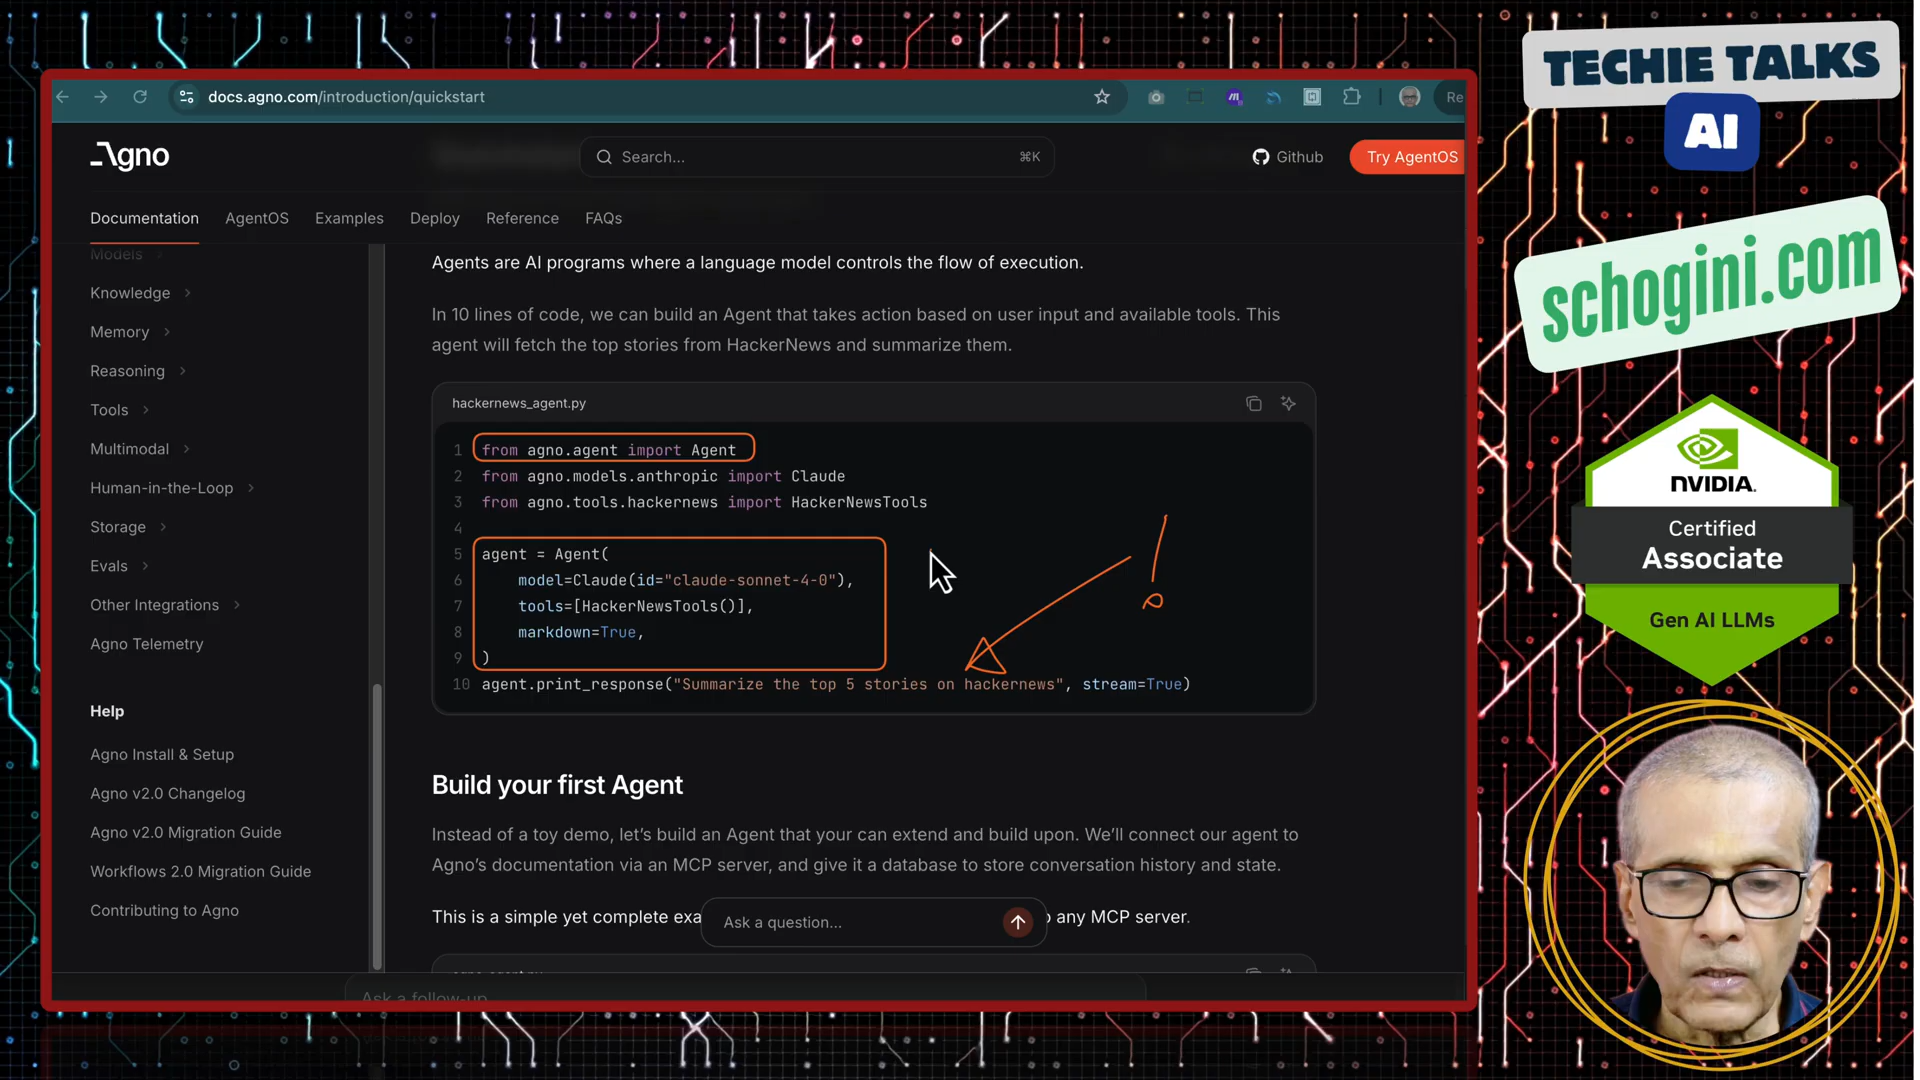 TECHIE TALKS
AI
schogini.com
NVIDIA.
Certified
Associate
Gen AI LLMs
docs.agno.com/introduction/quickstart
Re
Agno
Search...
⌘K
Github
Try AgentOS
Documentation
AgentOS
Examples
Deploy
Reference
FAQs
Models
Knowledge
Memory
Reasoning
Tools
Multimodal
Human-in-the-Loop
Storage
Evals
Other Integrations
Agno Telemetry
Help
Agno Install & Setup
Agno v2.0 Changelog
Agno v2.0 Migration Guide
Workflows 2.0 Migration Guide
Contributing to Agno
Agents are AI programs where a language model controls the flow of execution.
In 10 lines of code, we can build an Agent that takes action based on user input and available tools. This
agent will fetch the top stories from HackerNews and summarize them.
hackernews_agent.py
1 from agno.agent import Agent
2 from agno.models.anthropic import Claude
3 from agno.tools.hackernews import HackerNewsTools
4
5 agent = Agent(
6 model=Claude(id="claude-sonnet-4-0"),
7 tools=[HackerNewsTools()],
8 markdown=True,
9 )
10 agent.print_response("Summarize the top 5 stories on hackernews", stream=True)
Build your first Agent
Instead of a toy demo, let's build an Agent that your can extend and build upon. We'll connect our agent to
Agno's documentation via an MCP server, and give it a database to store conversation history and state.
This is a simple yet complete exa
any MCP server.
Ask a question...
Ask a follow-up